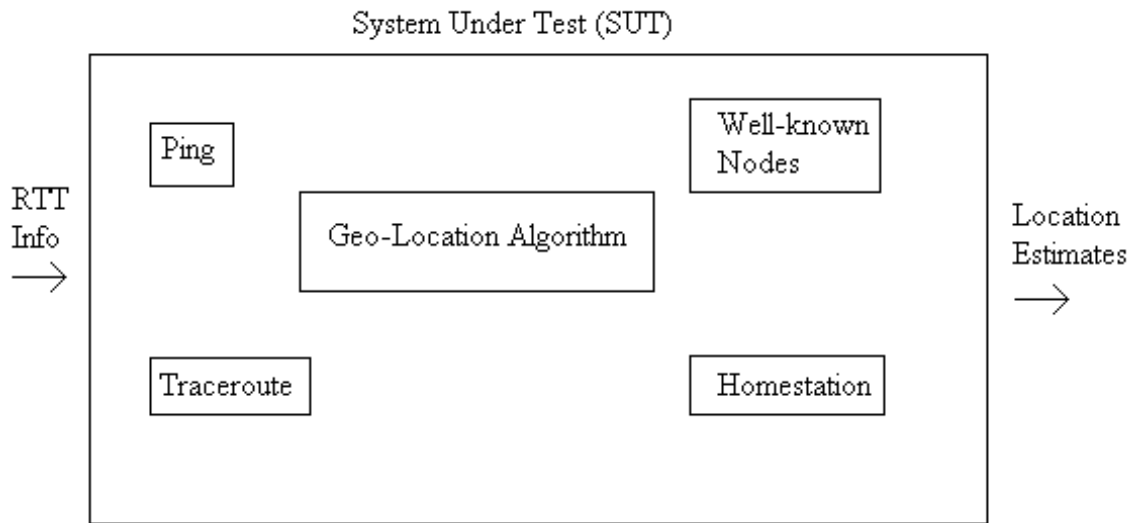 System Under Test (SUT)
Ping
Well-known
Nodes
RTT
Info
Geo-Location Algorithm
Location
Estimates
Traceroute
Homestation